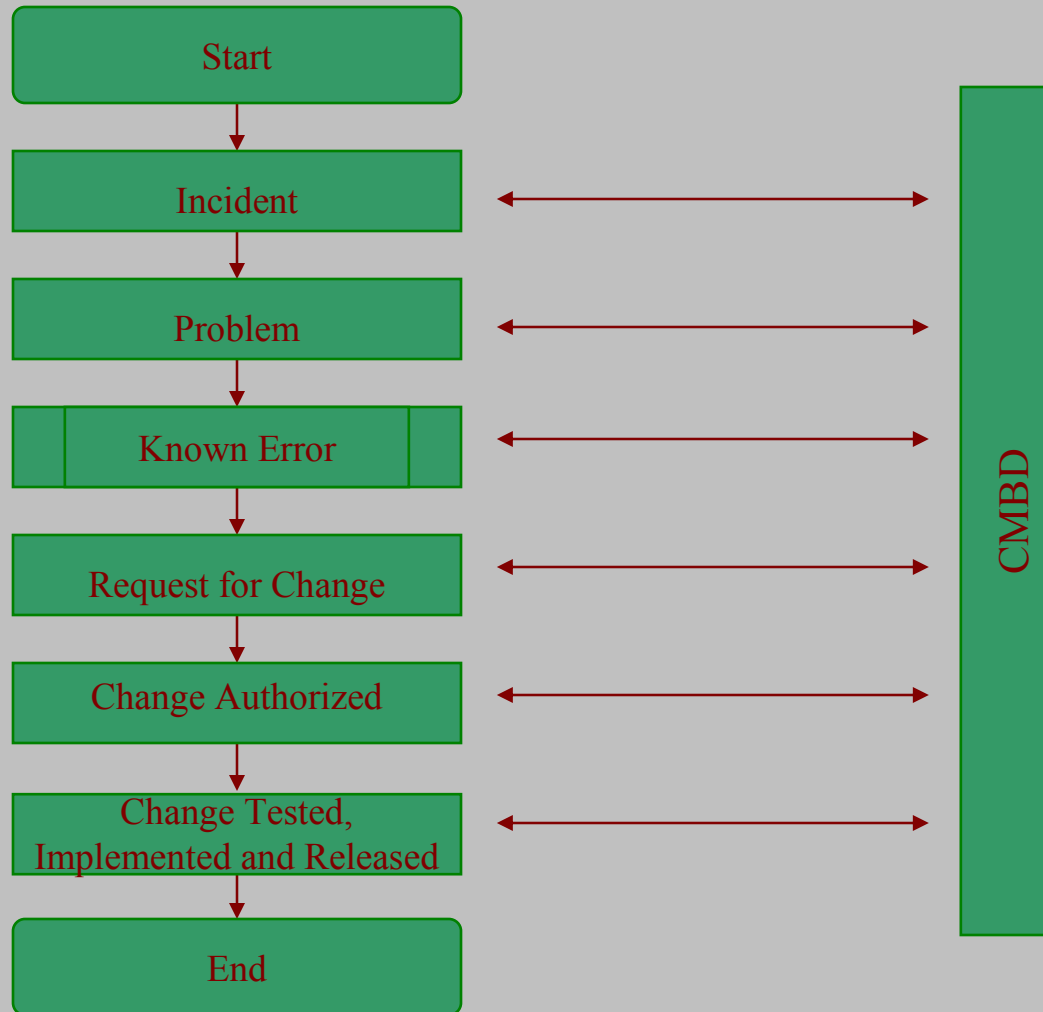 Start
Incident
Problem
Known Error
Request for Change
Change Authorized
Change Tested,
Implemented and Released
End
CMBD